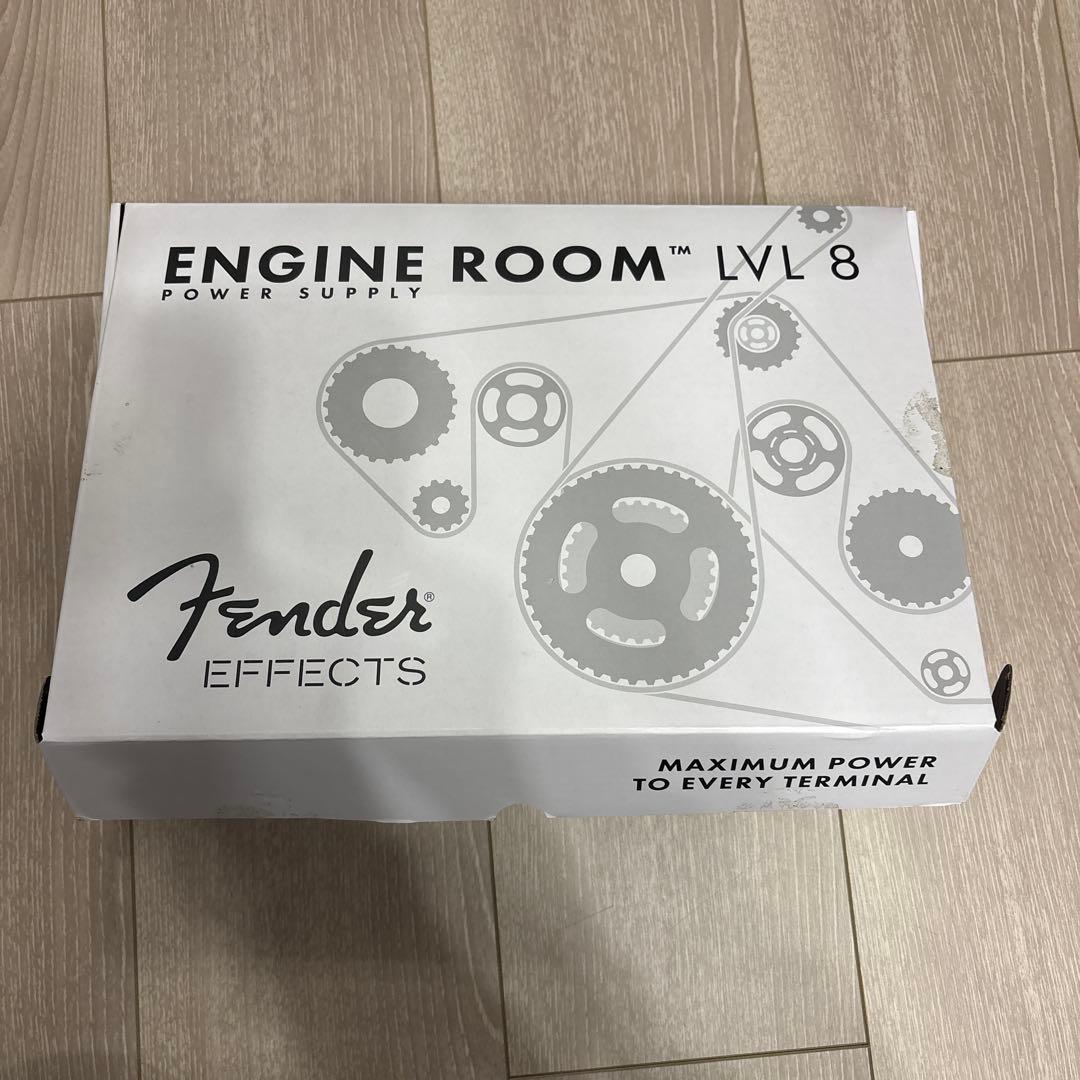 ENGINE ROOM™ LVL 8
POWER SUPPLY
Fender®
EFFECTS
MAXIMUM POWER
TO EVERY TERMINAL